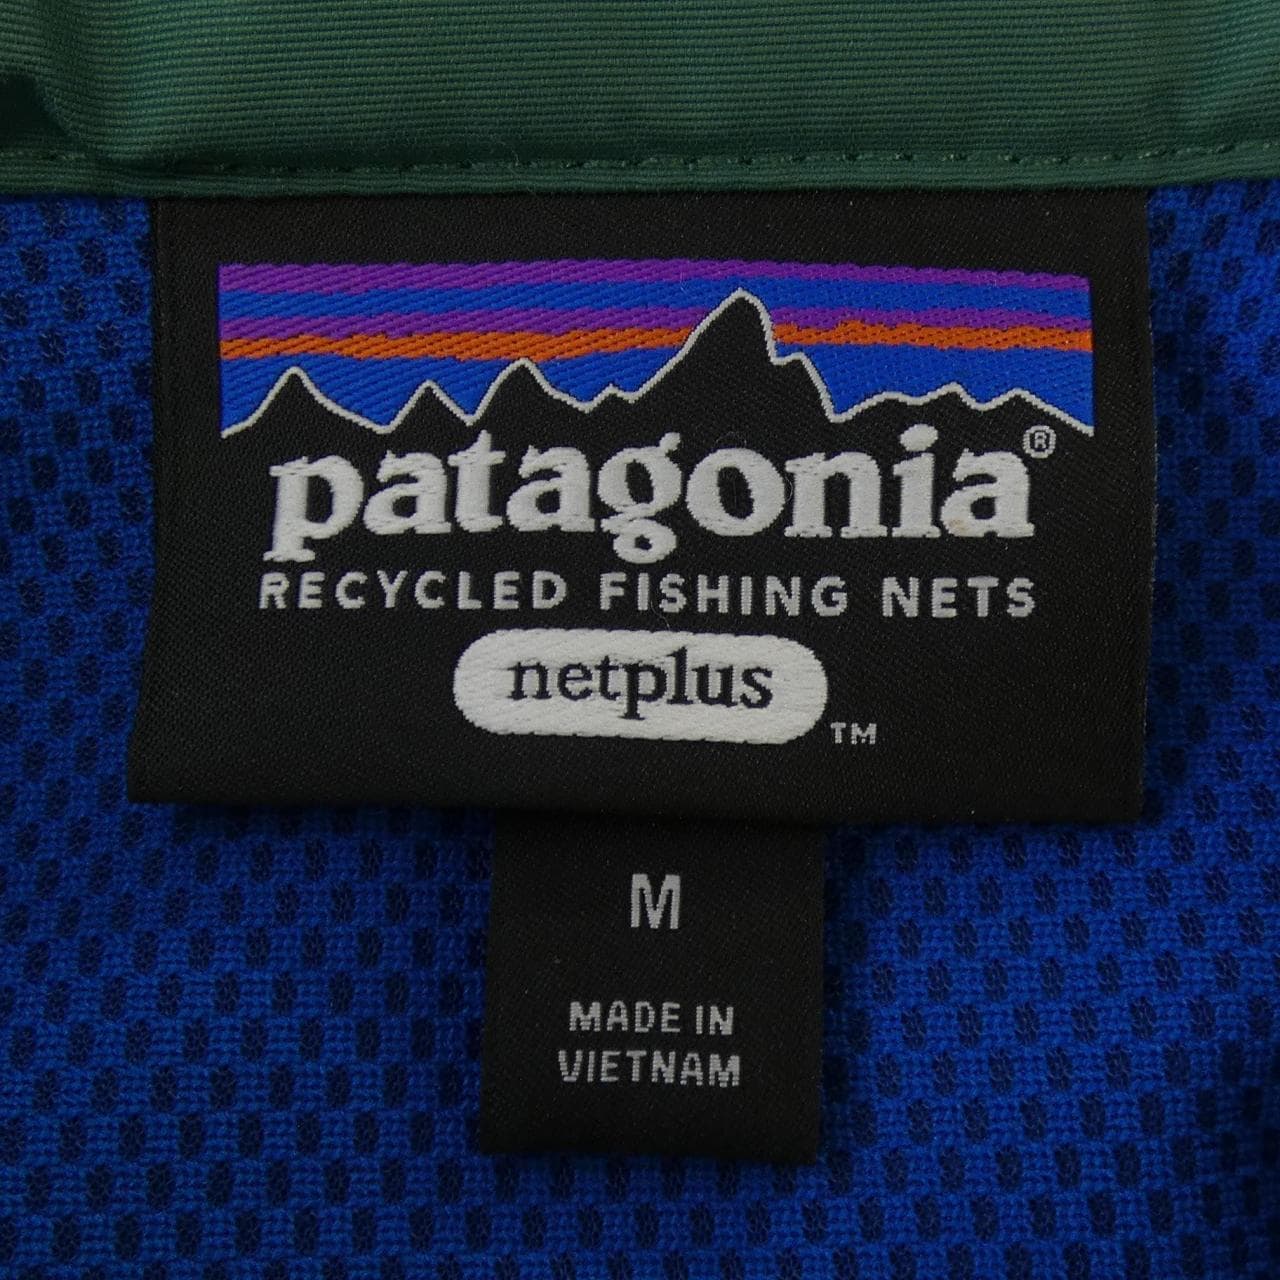 patagonia®
RECYCLED FISHING NETS
netplus
TM
M
MADE IN
VIETNAM